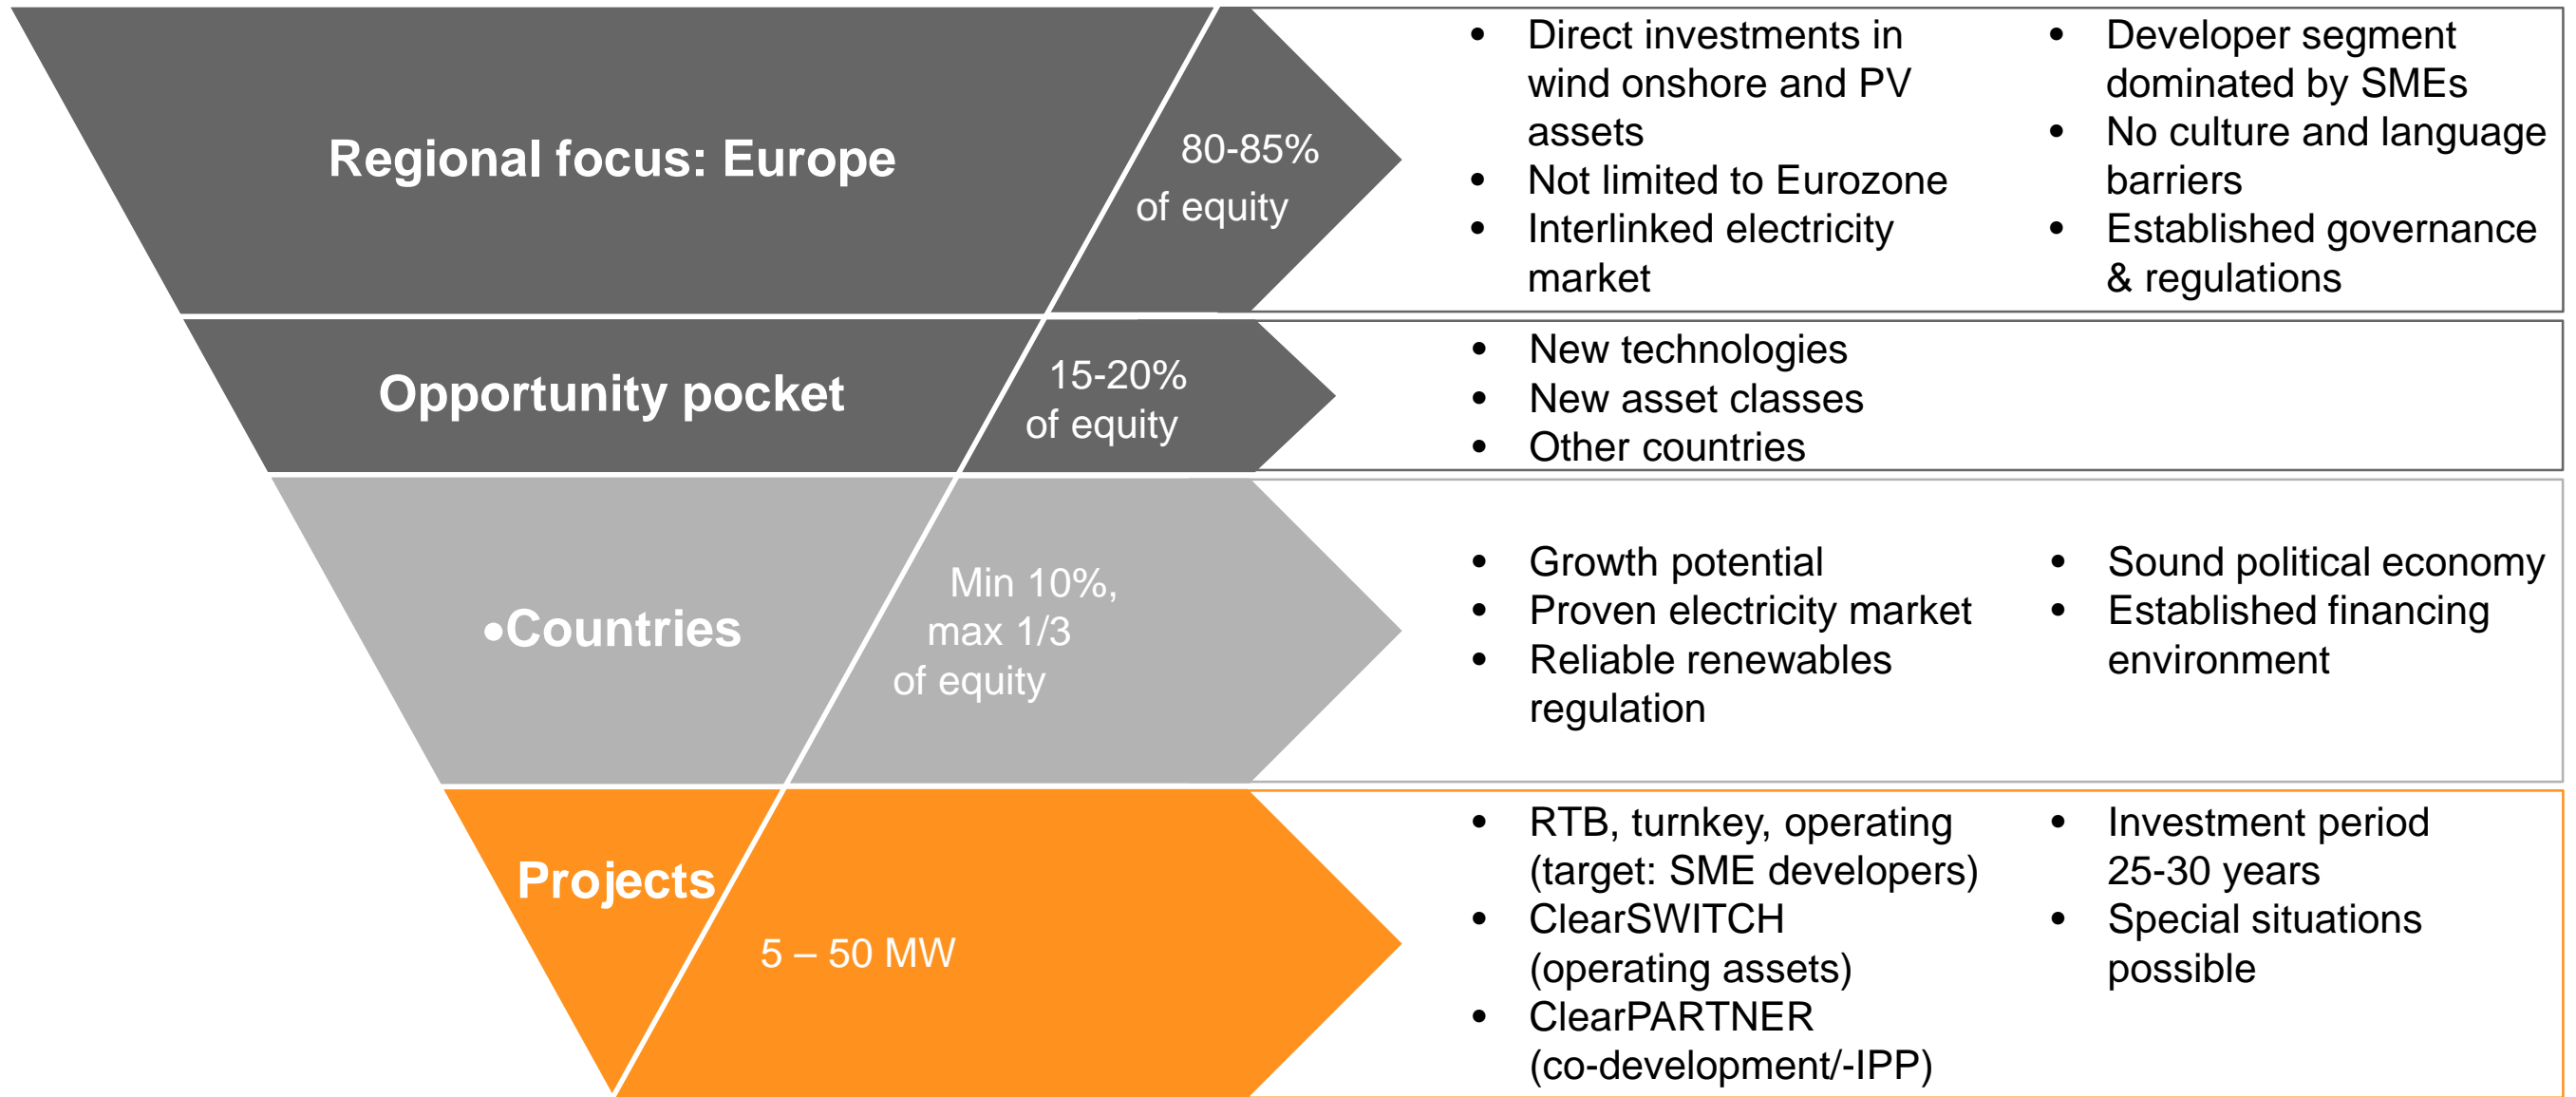 Regional focus: Europe
80-85%
of equity
• Direct investments in
wind onshore and PV
assets
• Not limited to Eurozone
• Interlinked electricity
market
• Developer segment
dominated by SMEs
• No culture and language
barriers
• Established governance
& regulations
Opportunity pocket
15-20%
of equity
• New technologies
• New asset classes
• Other countries
•Countries
Min 10%,
max 1/3
of equity
• Growth potential
• Proven electricity market
• Reliable renewables
regulation
• Sound political economy
• Established financing
environment
Projects
5 – 50 MW
• RTB, turnkey, operating
(target: SME developers)
• ClearSWITCH
(operating assets)
• ClearPARTNER
(co-development/-IPP)
• Investment period
25-30 years
• Special situations
possible